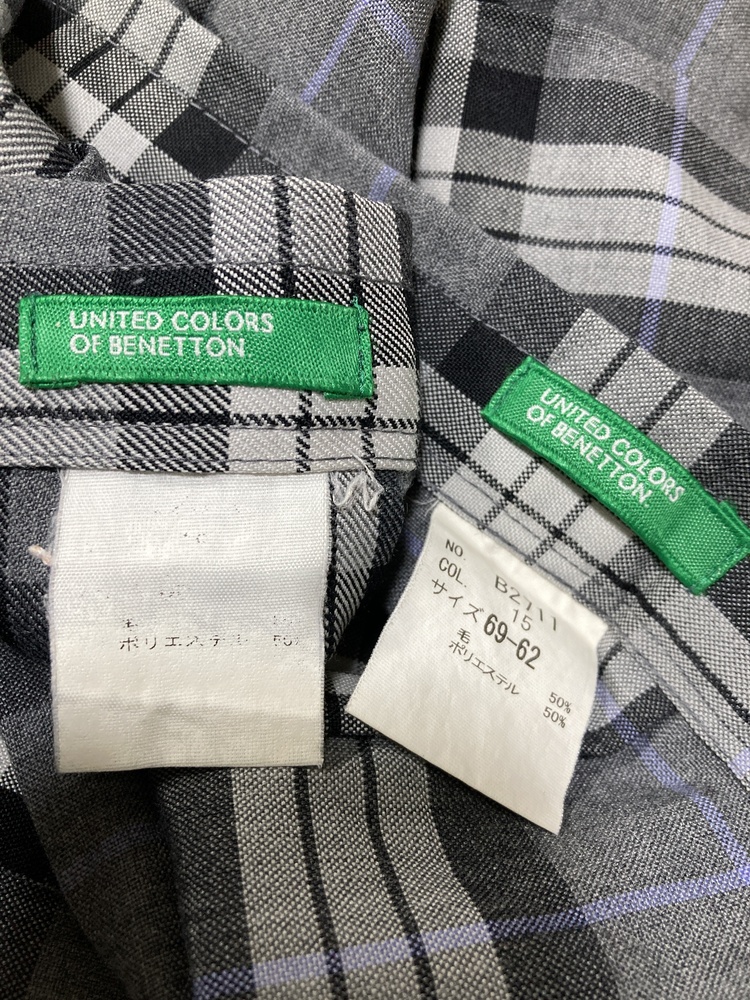 UNITED COLORS
OF BENETTON
ポリエステル 50%
UNITED COLORS
OF BENETTON.
NO. B2711
COL. 15
サイズ 69-62
毛 50%
ポリエステル 50%